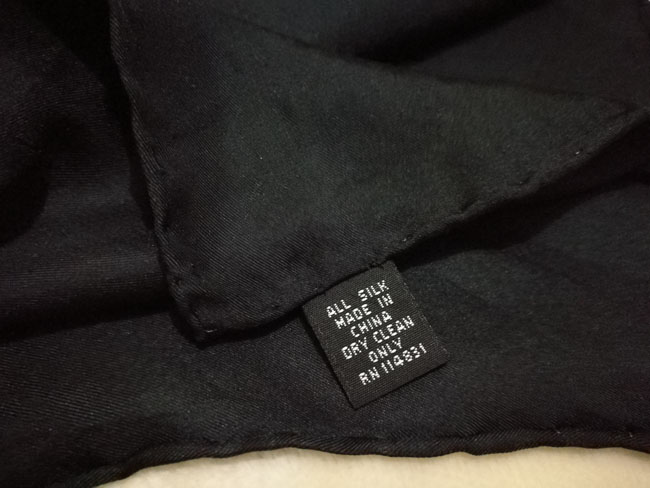 ALL SILK
MADE IN
CHINA
DRY CLEAN
ONLY
RN 114831